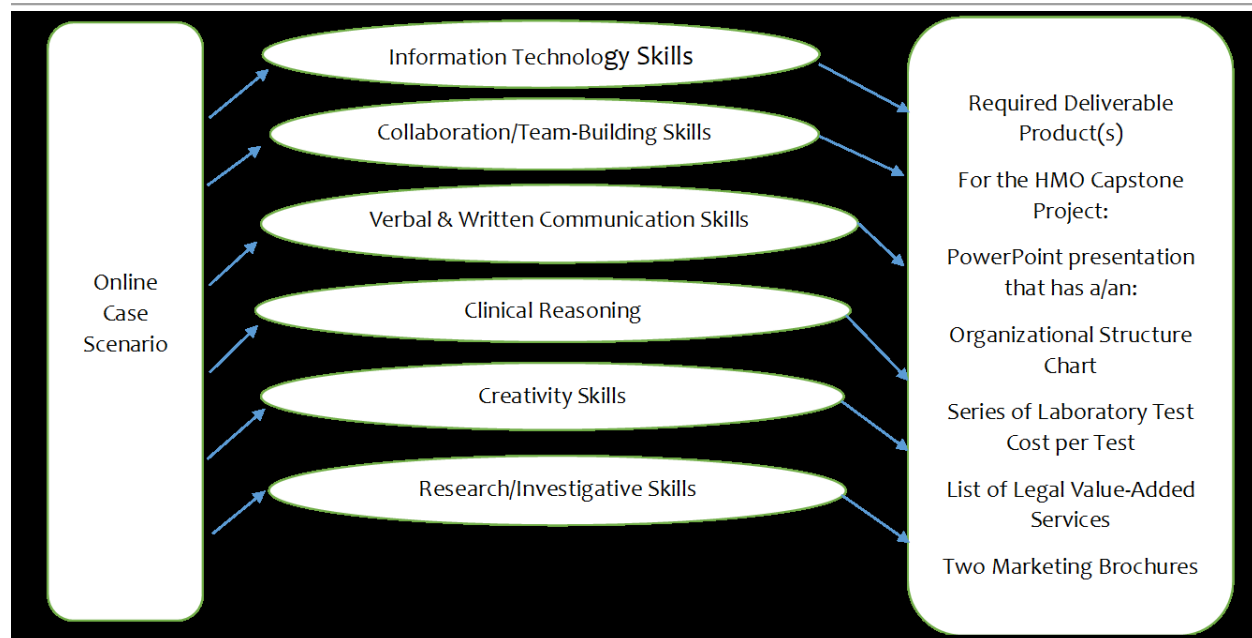 Online
Case
Scenario
Information Technology Skills
Collaboration/Team-Building Skills
Verbal & Written Communication Skills
Clinical Reasoning
Creativity Skills
Research/Investigative Skills
Required Deliverable
Product(s)
For the HMO Capstone
Project:
PowerPoint presentation
that has a/an:
Organizational Structure
Chart
Series of Laboratory Test
Cost per Test
List of Legal Value-Added
Services
Two Marketing Brochures